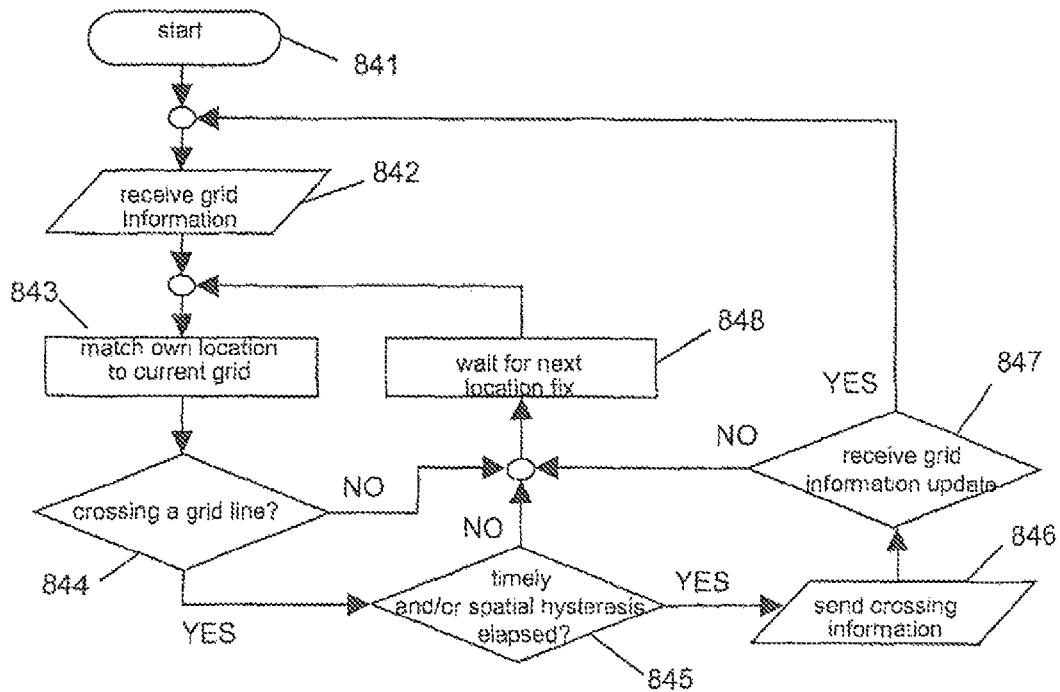 start
841
receive grid
Information
842
843
match own location
to current grid
wait for next
location fix
848
crossing a grid line?
844
NO
YES
timely
and/or spatial hysteresis
elapsed?
845
NO
YES
send crossing
information
846
receive grid
information update
847
NO
YES